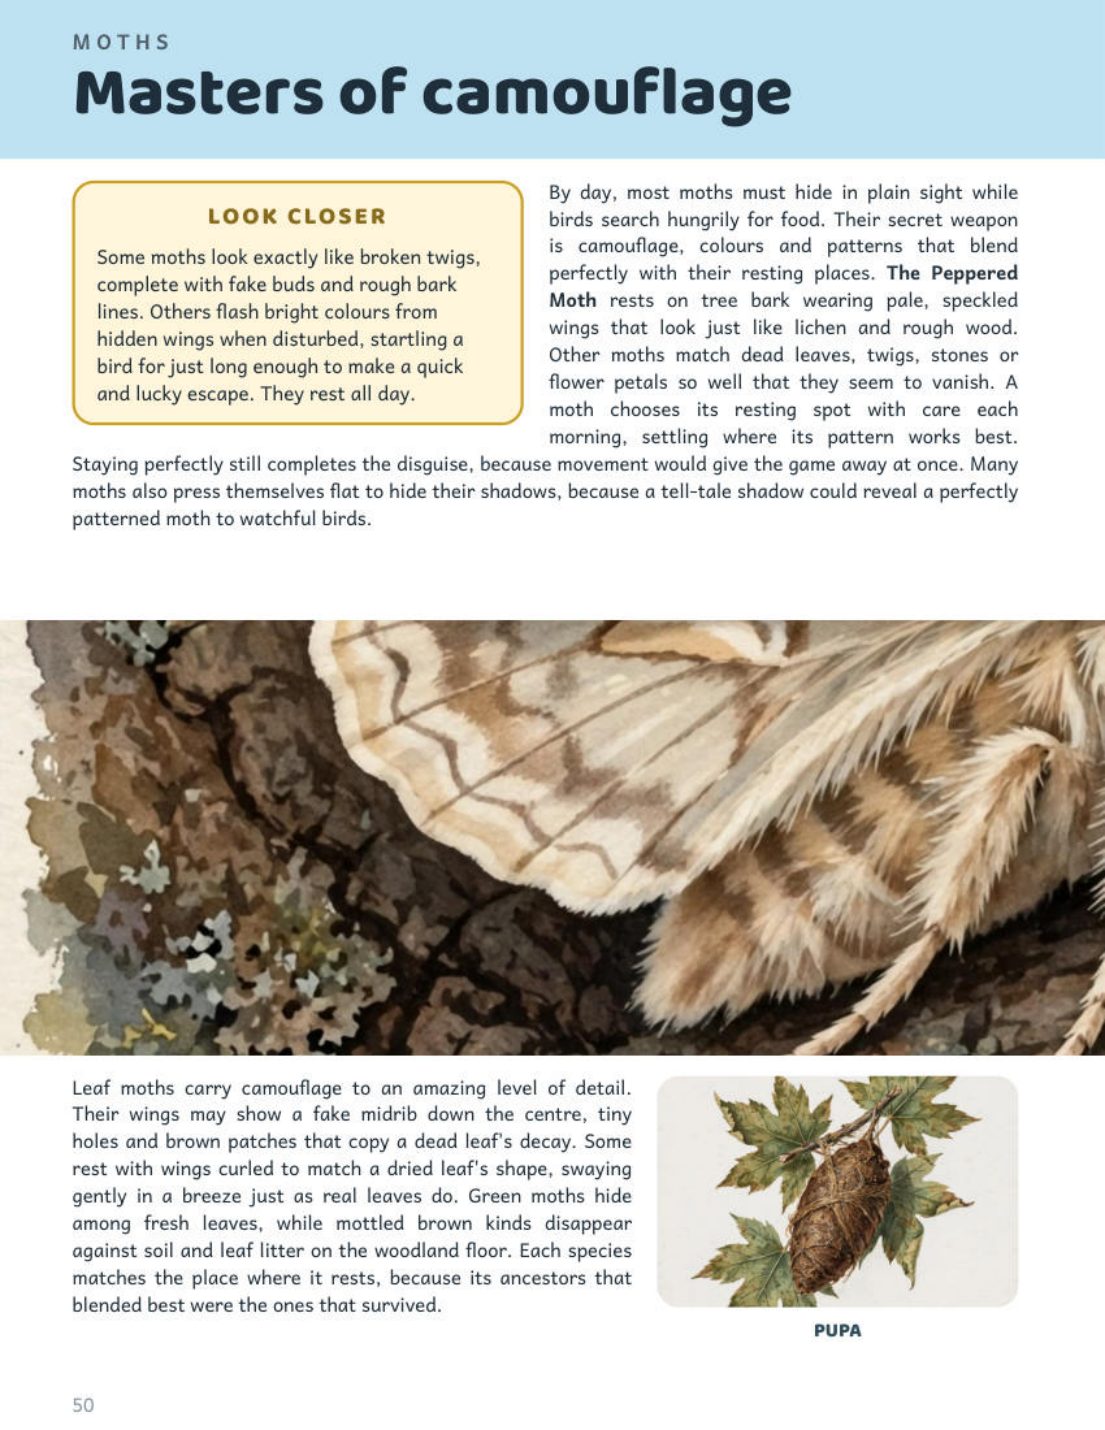 MOTHS
Masters of camouflage
LOOK CLOSER
Some moths look exactly like broken twigs,
complete with fake buds and rough bark
lines. Others flash bright colours from
hidden wings when disturbed, startling a
bird for just long enough to make a quick
and lucky escape. They rest all day.
By day, most moths must hide in plain sight while
birds search hungrily for food. Their secret weapon
is camouflage, colours and patterns that blend
perfectly with their resting places. The Peppered
Moth rests on tree bark wearing pale, speckled
wings that look just like lichen and rough wood.
Other moths match dead leaves, twigs, stones or
flower petals so well that they seem to vanish. A
moth chooses its resting spot with care each
morning, settling where its pattern works best.
Staying perfectly still completes the disguise, because movement would give the game away at once. Many
moths also press themselves flat to hide their shadows, because a tell-tale shadow could reveal a perfectly
patterned moth to watchful birds.
Leaf moths carry camouflage to an amazing level of detail.
Their wings may show a fake midrib down the centre, tiny
holes and brown patches that copy a dead leaf's decay. Some
rest with wings curled to match a dried leaf's shape, swaying
gently in a breeze just as real leaves do. Green moths hide
among fresh leaves, while mottled brown kinds disappear
against soil and leaf litter on the woodland floor. Each species
matches the place where it rests, because its ancestors that
blended best were the ones that survived.
PUPA
50